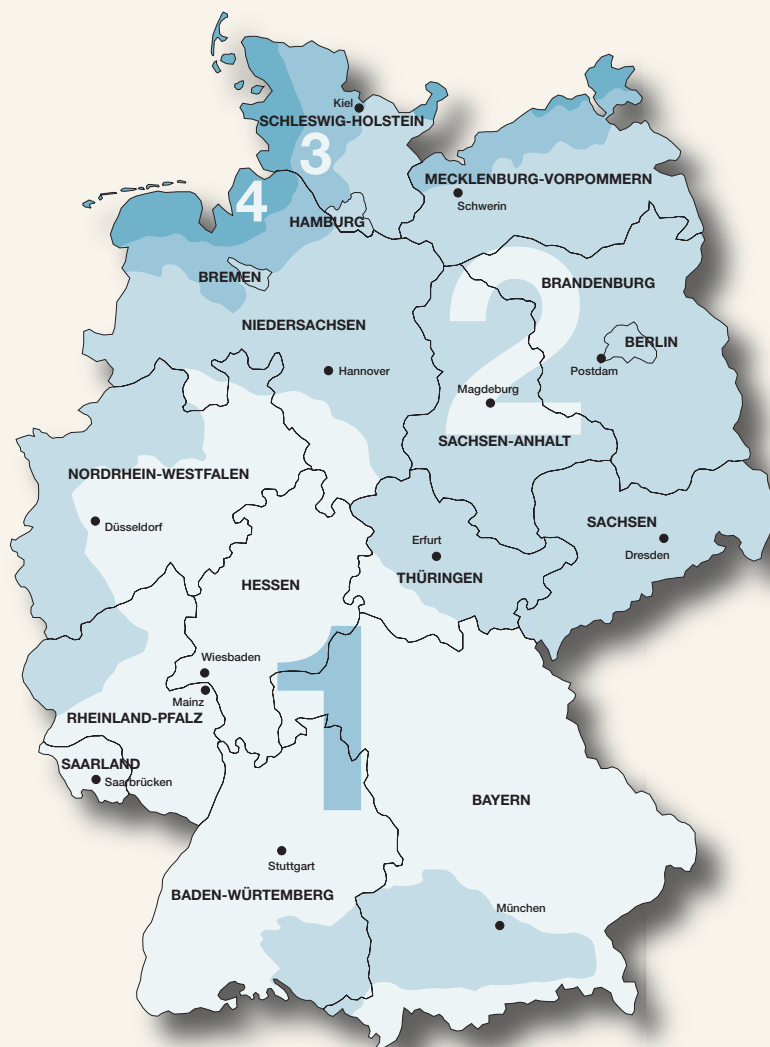 Kiel
SCHLESWIG-HOLSTEIN
3
MECKLENBURG-VORPOMMERN
Schwerin
4
HAMBURG
BREMEN
2
BRANDENBURG
NIEDERSACHSEN
BERLIN
Hannover
Postdam
Magdeburg
SACHSEN-ANHALT
NORDRHEIN-WESTFALEN
Düsseldorf
SACHSEN
Erfurt
Dresden
THÜRINGEN
HESSEN
1
Wiesbaden
Mainz
RHEINLAND-PFALZ
SAARLAND
Saarbrücken
BAYERN
Stuttgart
BADEN-WÜRTEMBERG
München